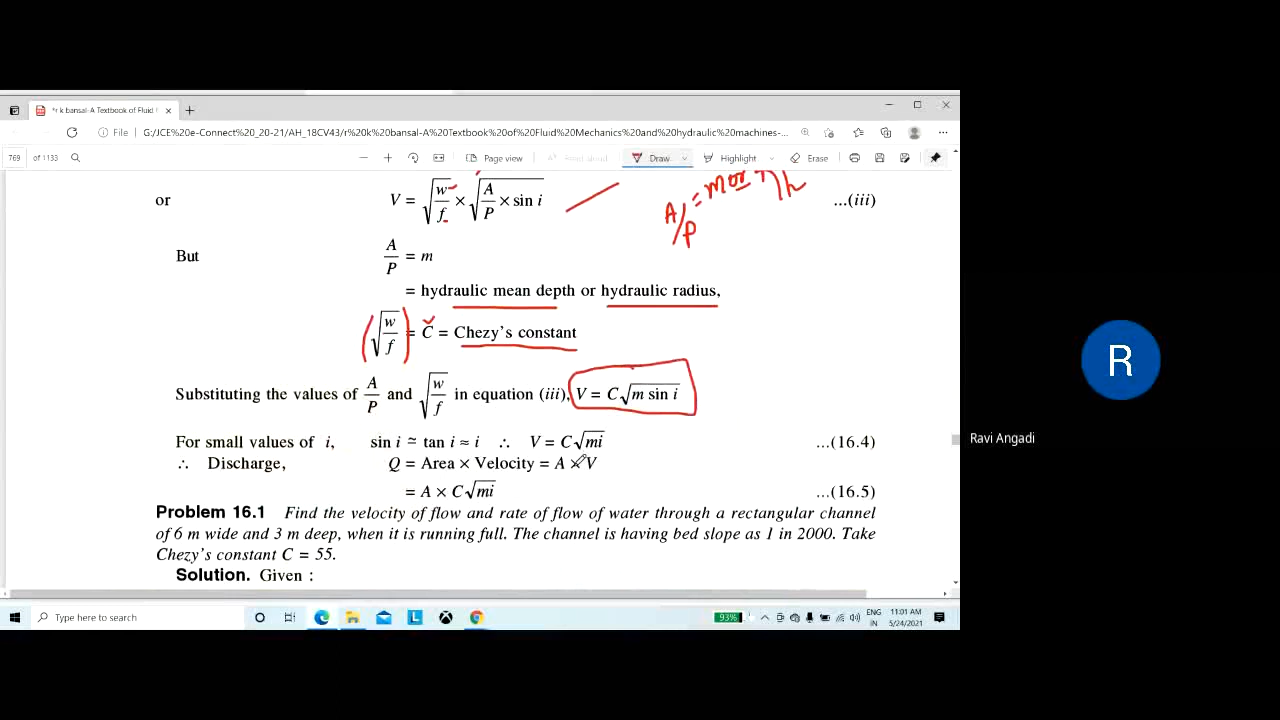 *r k bansal-A Textbook of Fluid
File G:/JCE%20e-Connect%20_20-21/AH_18CV43/r%20k%20bansal-A%20Textbook%20of%20Fluid%20Mechanics%20and%20hydraulic%20machines-...
769 of 1133 Page view Read aloud Draw Highlight Erase
or V = √(w/f) × √(A/P × sin i) ...(iii)
A/P = m or
But A/P = m
= hydraulic mean depth or hydraulic radius,
√(w/f) = C = Chezy's constant
Substituting the values of A/P and √(w/f) in equation (iii), V = C√(m sin i)
For small values of i, sin i ≃ tan i ≈ i ∴ V = C√(mi) ...(16.4)
∴ Discharge, Q = Area × Velocity = A × V
= A × C√(mi) ...(16.5)
Problem 16.1 Find the velocity of flow and rate of flow of water through a rectangular channel
of 6 m wide and 3 m deep, when it is running full. The channel is having bed slope as 1 in 2000. Take
Chezy's constant C = 55.
Solution. Given :
Type here to search
93%
ENG
IN
11:01 AM
5/24/2021
R
Ravi Angadi